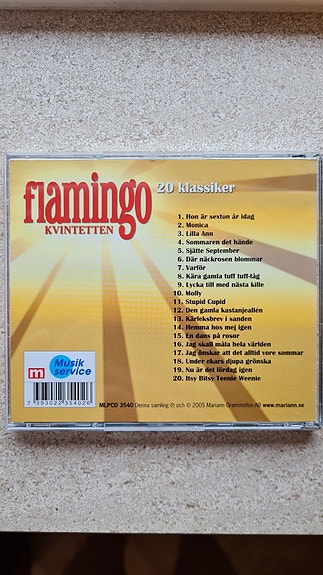 flamingo
KVINTETTEN
20 klassiker
1. Hon är sexton år idag
2. Monica
3. Lilla Ann
4. Sommaren det hände
5. Sjätte September
6. Där näckrosen blommar
7. Varför
8. Kära gamla tuff tuff-tåg
9. Lycka till med nästa kille
10. Molly
11. Stupid Cupid
12. Den gamla kastanjeallén
13. Kärleksbrev i sanden
14. Hemma hos mej igen
15. En dans på rosor
16. Jag skall måla hela världen
17. Jag önskar att det alltid vore sommar
18. Under ekars djupa grönska
19. Nu är det lördag igen
20. Itsy Bitsy Teenie Weenie
m
Musik
service
7 393022 354026
MLPCD 3540 Denna samling ℗ och © 2005 Mariann Grammofon AB www.mariann.se